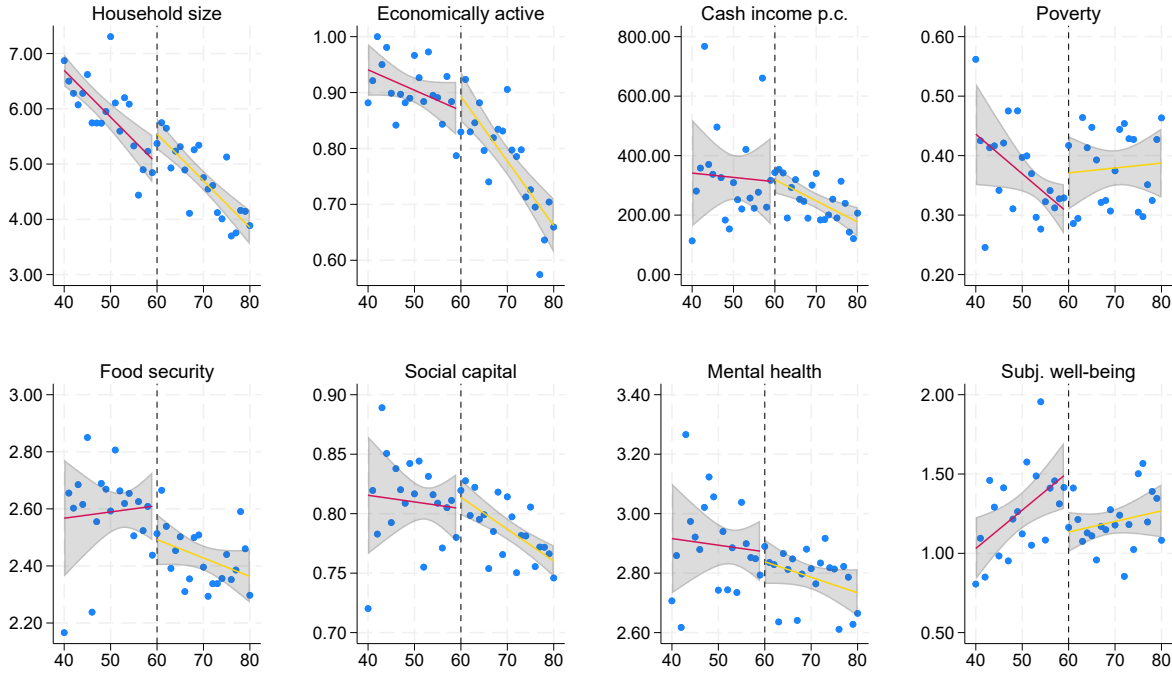 Household size
7.00
6.00
5.00
4.00
3.00
40 50 60 70 80
Economically active
1.00
0.90
0.80
0.70
0.60
40 50 60 70 80
Cash income p.c.
800.00
600.00
400.00
200.00
0.00
40 50 60 70 80
Poverty
0.60
0.50
0.40
0.30
0.20
40 50 60 70 80
Food security
3.00
2.80
2.60
2.40
2.20
40 50 60 70 80
Social capital
0.90
0.85
0.80
0.75
0.70
40 50 60 70 80
Mental health
3.40
3.20
3.00
2.80
2.60
40 50 60 70 80
Subj. well-being
2.00
1.50
1.00
0.50
40 50 60 70 80